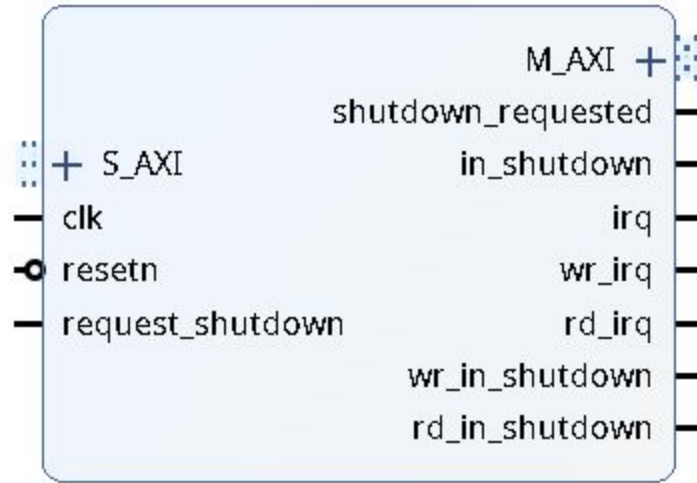 M_AXI
shutdown_requested
S_AXI
in_shutdown
clk
irq
resetn
wr_irq
request_shutdown
rd_irq
wr_in_shutdown
rd_in_shutdown